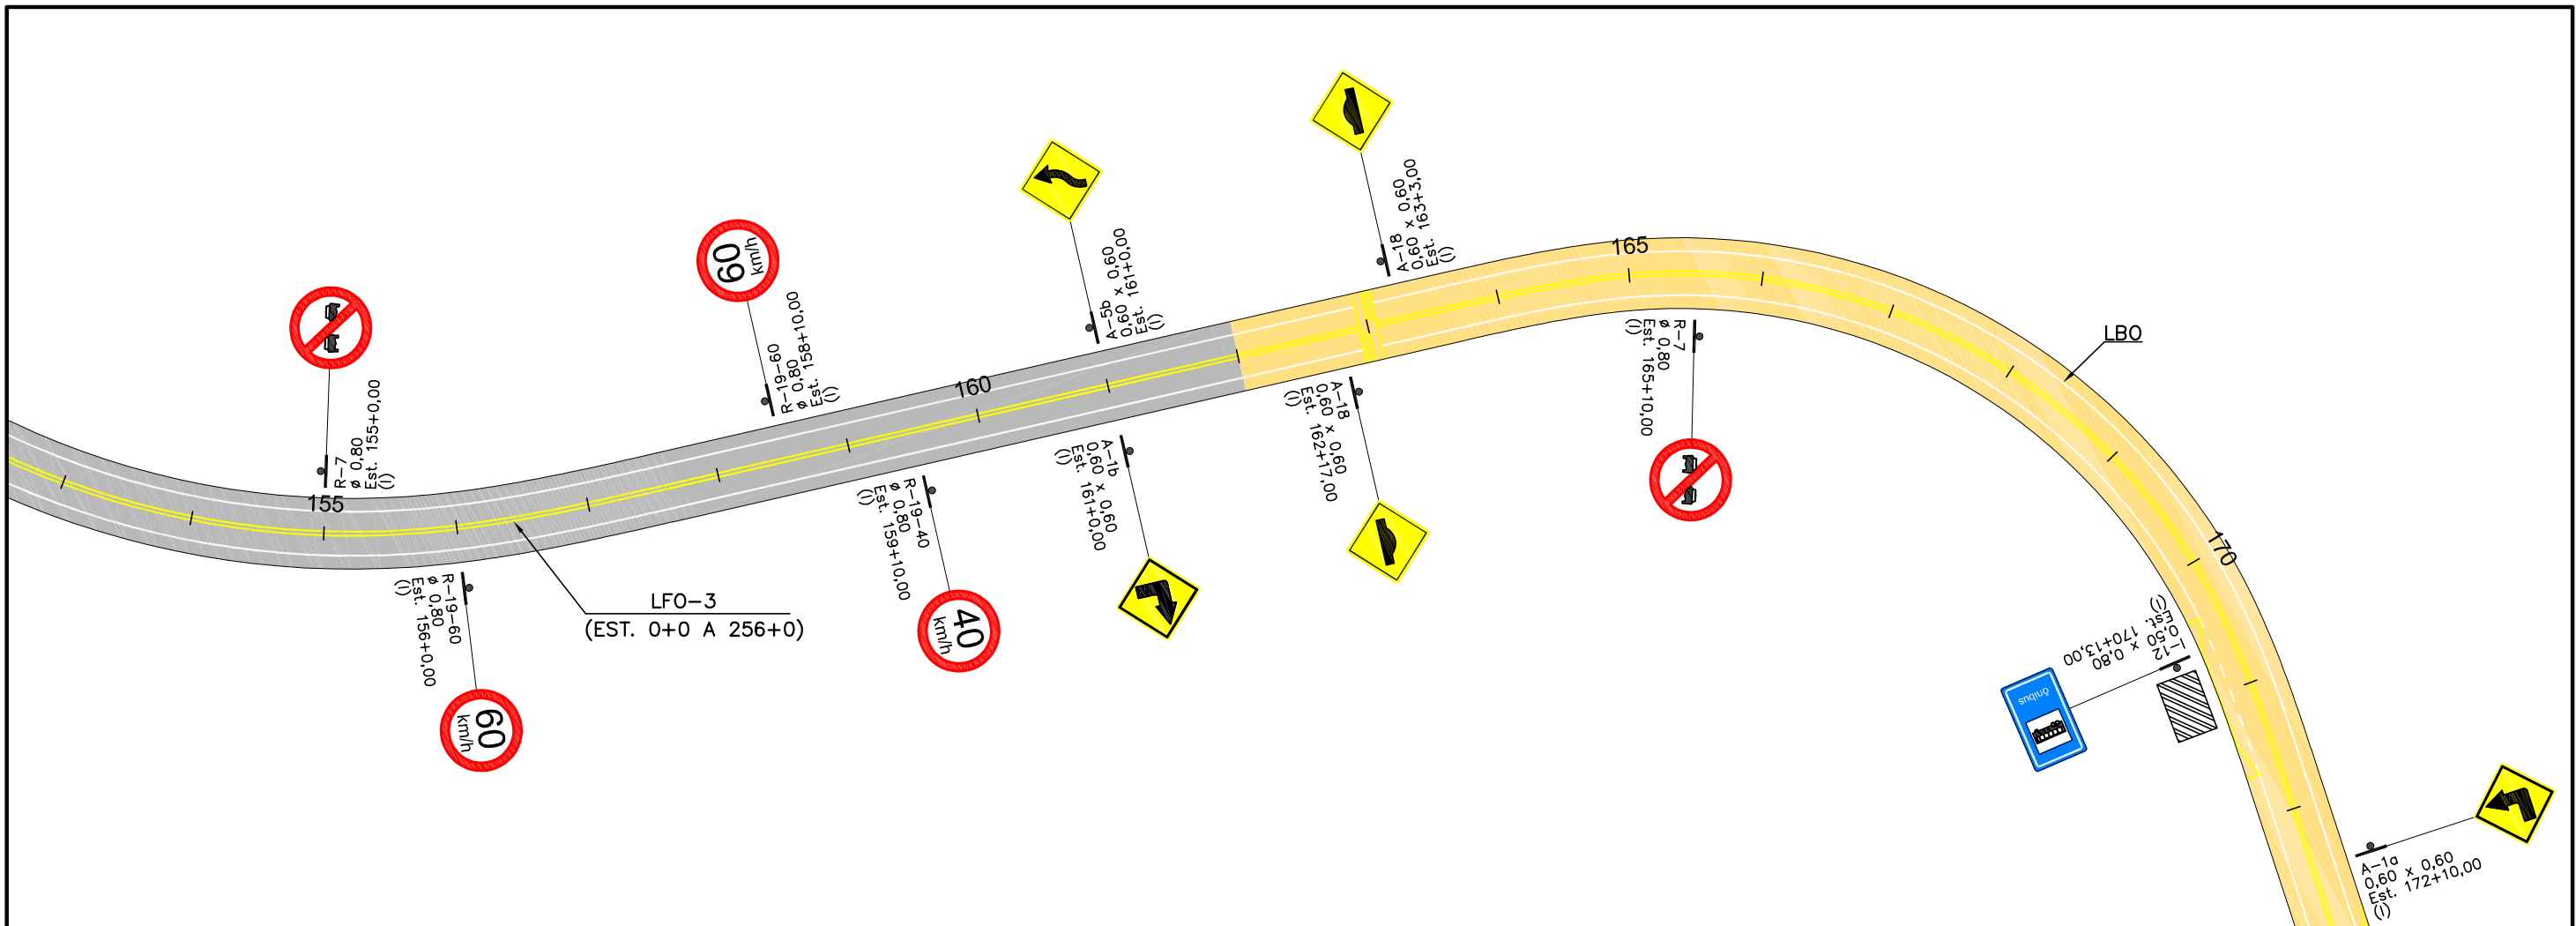 R-7
ø 0,80
Est. 155+0,00
(I)
155
R-19-60
ø 0,80
Est. 156+0,00
(I)
60
km/h
LFO-3
(EST. 0+0 A 256+0)
60
km/h
R-19-60
ø 0,80
Est. 158+10,00
(I)
160
R-19-40
ø 0,80
Est. 159+10,00
(I)
40
km/h
A-5b
0,60 x 0,60
Est. 161+0,00
(I)
A-1b
0,60 x 0,60
Est. 161+0,00
(I)
A-18
0,60 x 0,60
Est. 163+3,00
(I)
A-18
0,60 x 0,60
Est. 162+17,00
(I)
165
R-7
ø 0,80
Est. 165+10,00
(I)
LBO
170
I-12
0,50 x 0,80
Est. 170+13,00
(I)
ônibus
A-1a
0,60 x 0,60
Est. 172+10,00
(I)